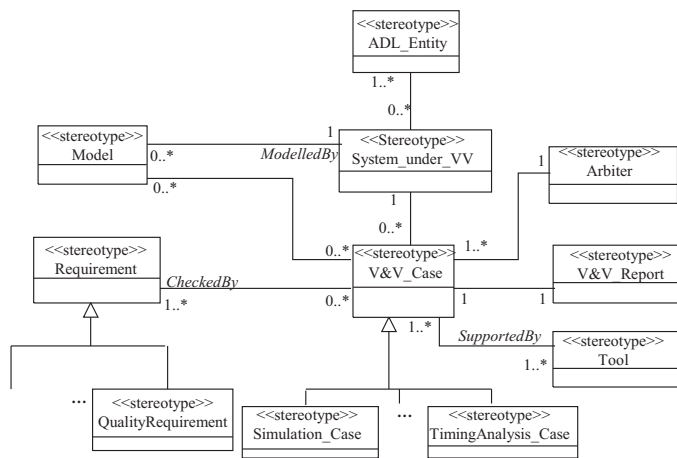 <<stereotype>>
ADL_Entity
1..*
0..*
<<stereotype>>
Model
0..*
1
ModelledBy
<<Stereotype>>
System_under_VV
<<stereotype>>
Arbiter
1
0..*
1
0..*
0..*
1..*
<<stereotype>>
Requirement
CheckedBy
1..*
0..*
<<stereotype>>
V&V_Case
1
1
<<stereotype>>
V&V_Report
1..*
SupportedBy
1..*
<<stereotype>>
Tool
...
<<stereotype>>
QualityRequirement
<<stereotype>>
Simulation_Case
...
<<stereotype>>
TimingAnalysis_Case